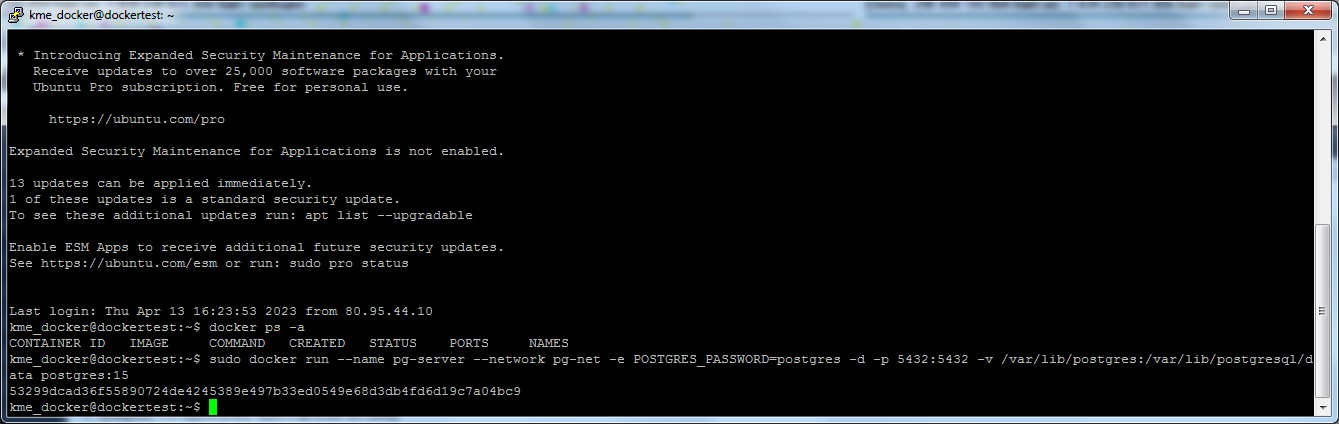 kme_docker@dockertest: ~
* Introducing Expanded Security Maintenance for Applications.
Receive updates to over 25,000 software packages with your
Ubuntu Pro subscription. Free for personal use.
https://ubuntu.com/pro
Expanded Security Maintenance for Applications is not enabled.
13 updates can be applied immediately.
1 of these updates is a standard security update.
To see these additional updates run: apt list --upgradable
Enable ESM Apps to receive additional future security updates.
See https://ubuntu.com/esm or run: sudo pro status
Last login: Thu Apr 13 16:23:53 2023 from 80.95.44.10
kme_docker@dockertest:~$ docker ps -a
CONTAINER ID   IMAGE     COMMAND   CREATED   STATUS    PORTS     NAMES
kme_docker@dockertest:~$ sudo docker run --name pg-server --network pg-net -e POSTGRES_PASSWORD=postgres -d -p 5432:5432 -v /var/lib/postgres:/var/lib/postgresql/d
ata postgres:15
53299dcad36f55890724de4245389e497b33ed0549e68d3db4fd6d19c7a04bc9
kme_docker@dockertest:~$